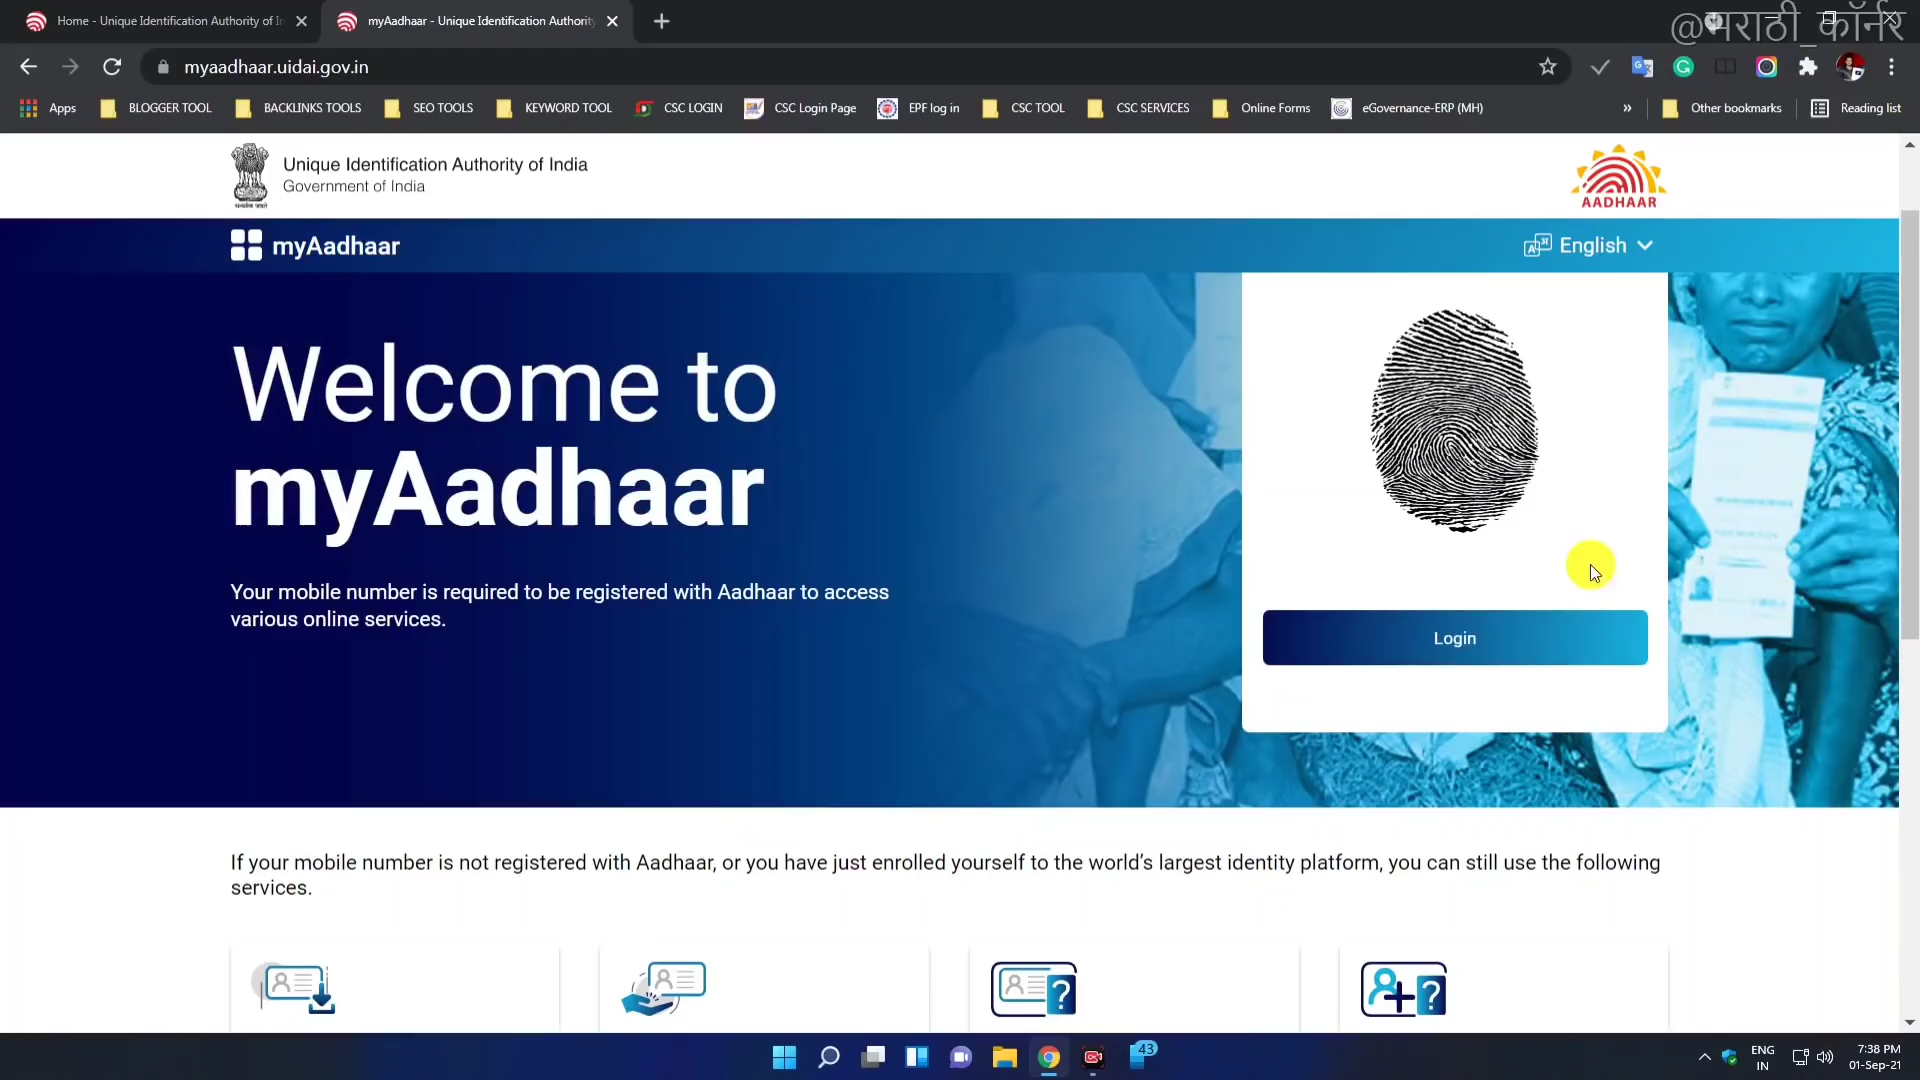 Home - Unique Identification Authority of In
myAadhaar - Unique Identification Authority
@मराठी_कॉर्नर
myaadhaar.uidai.gov.in
Apps
BLOGGER TOOL
BACKLINKS TOOLS
SEO TOOLS
KEYWORD TOOL
CSC LOGIN
CSC Login Page
EPF log in
CSC TOOL
CSC SERVICES
Online Forms
eGovernance-ERP (MH)
»
Other bookmarks
Reading list
Unique Identification Authority of India
Government of India
AADHAAR
myAadhaar
English
Welcome to
myAadhaar
Your mobile number is required to be registered with Aadhaar to access
various online services.
Login
If your mobile number is not registered with Aadhaar, or you have just enrolled yourself to the world’s largest identity platform, you can still use the following
services.
43
ENG
IN
7:38 PM
01-Sep-21